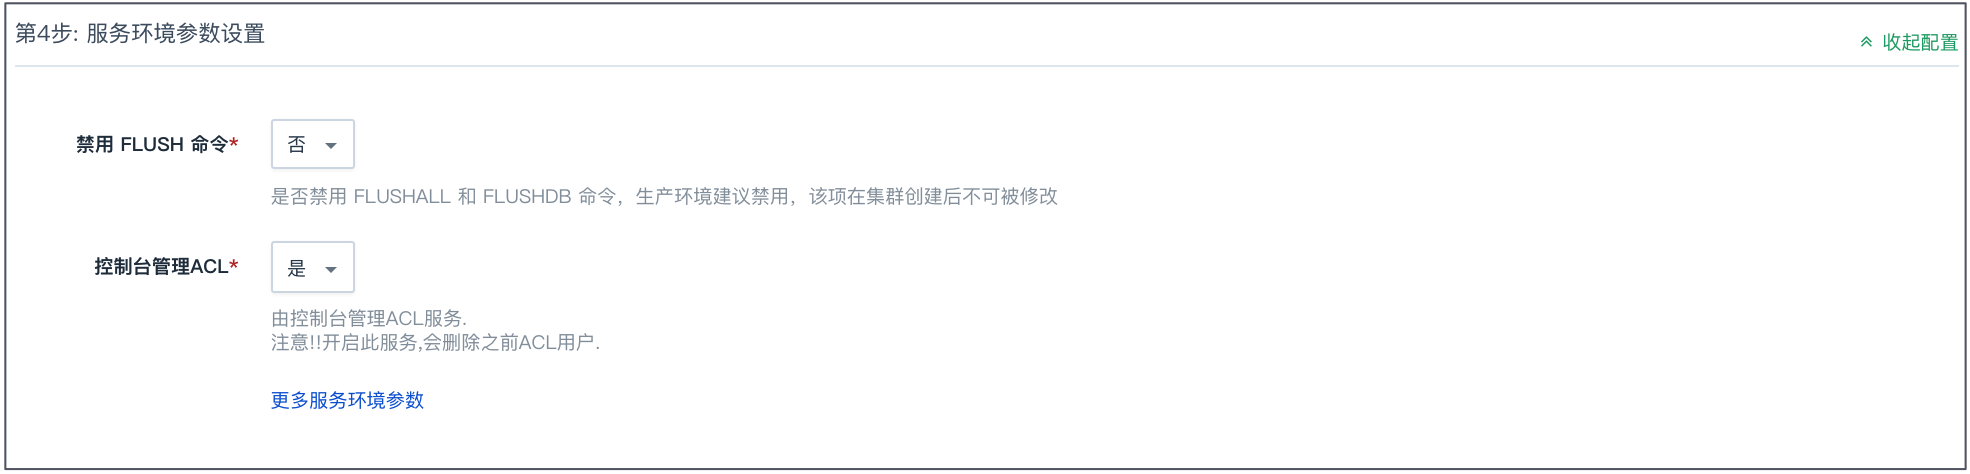 第4步: 服务环境参数设置
收起配置
禁用 FLUSH 命令*
否
是否禁用 FLUSHALL 和 FLUSHDB 命令，生产环境建议禁用，该项在集群创建后不可被修改
控制台管理ACL*
是
由控制台管理ACL服务.
注意!!开启此服务,会删除之前ACL用户.
更多服务环境参数